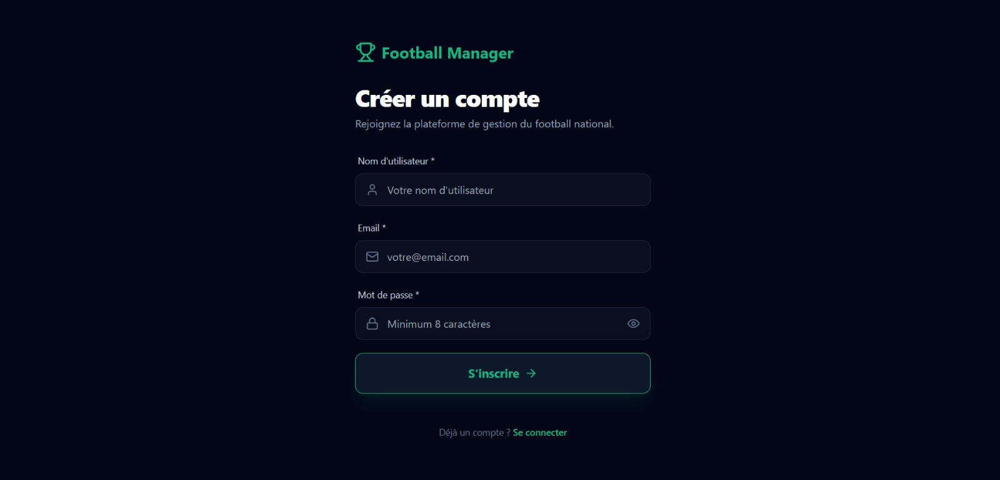 Football Manager
Créer un compte
Rejoignez la plateforme de gestion du football national.
Nom d'utilisateur *
Votre nom d'utilisateur
Email *
votre@email.com
Mot de passe *
Minimum 8 caractères
S'inscrire →
Déjà un compte ? Se connecter